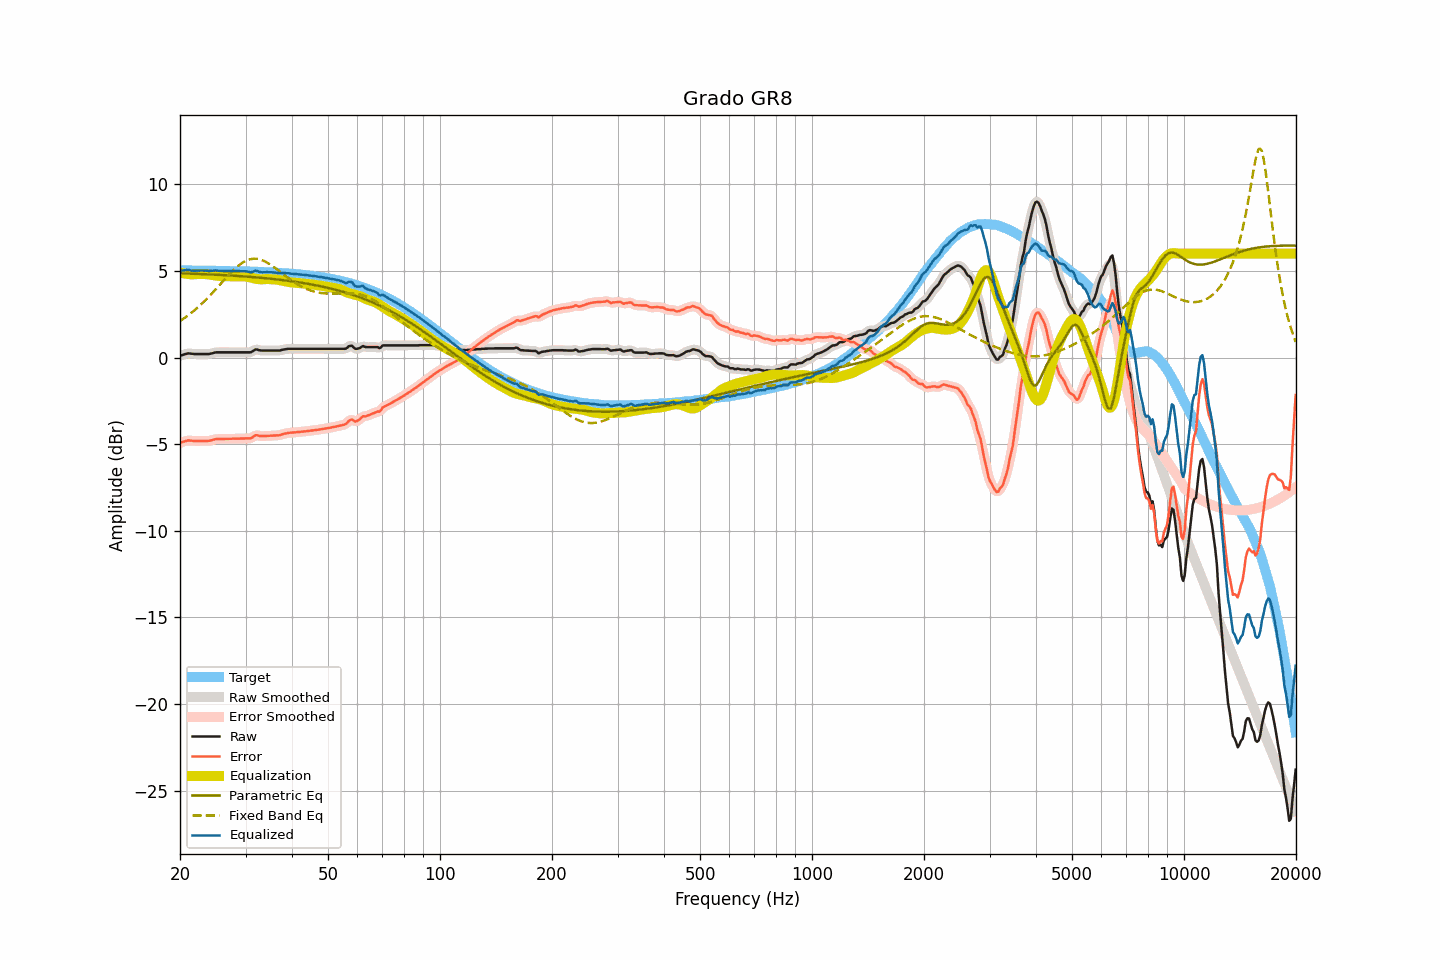 Grado GR8
Amplitude (dBr)
10
5
0
−5
−10
−15
−20
−25
Target
Raw Smoothed
Error Smoothed
Raw
Error
Equalization
Parametric Eq
Fixed Band Eq
Equalized
20 50 100 200 500 1000 2000 5000 10000 20000
Frequency (Hz)